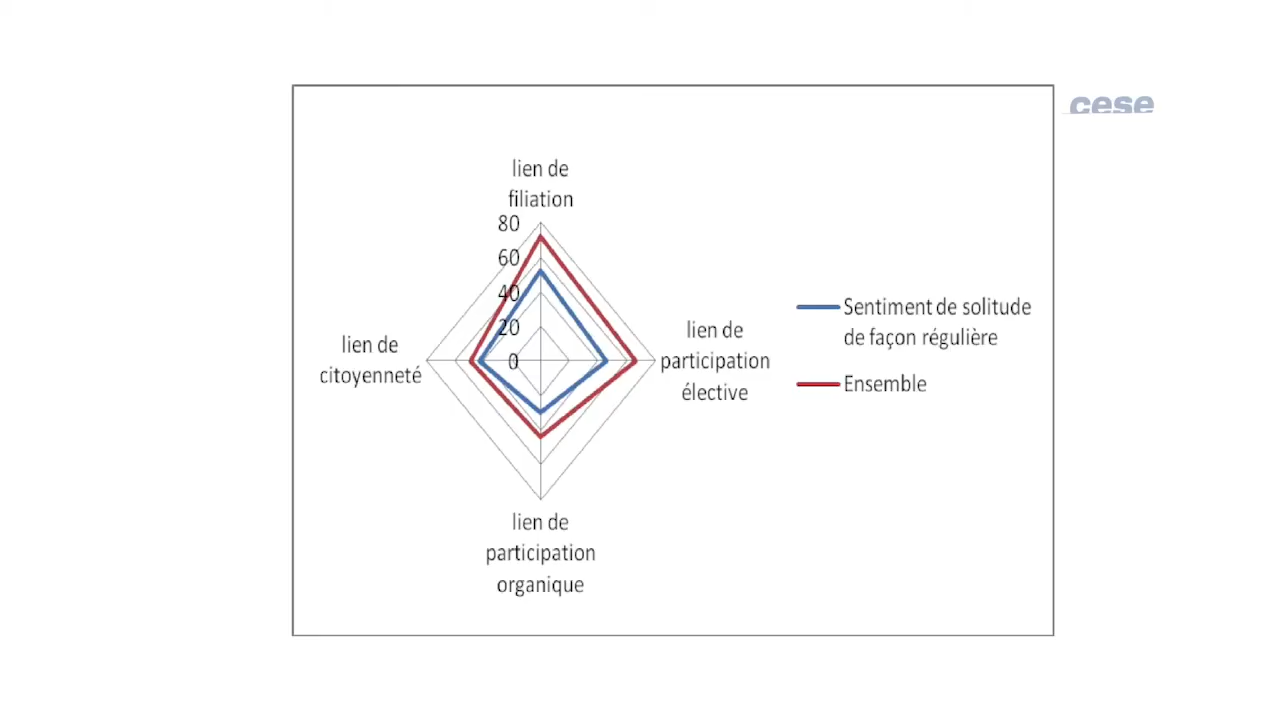 cese
lien de
filiation
80
60
40
20
0
lien de
citoyenneté
lien de
participation
élective
lien de
participation
organique
Sentiment de solitude
de façon régulière
Ensemble